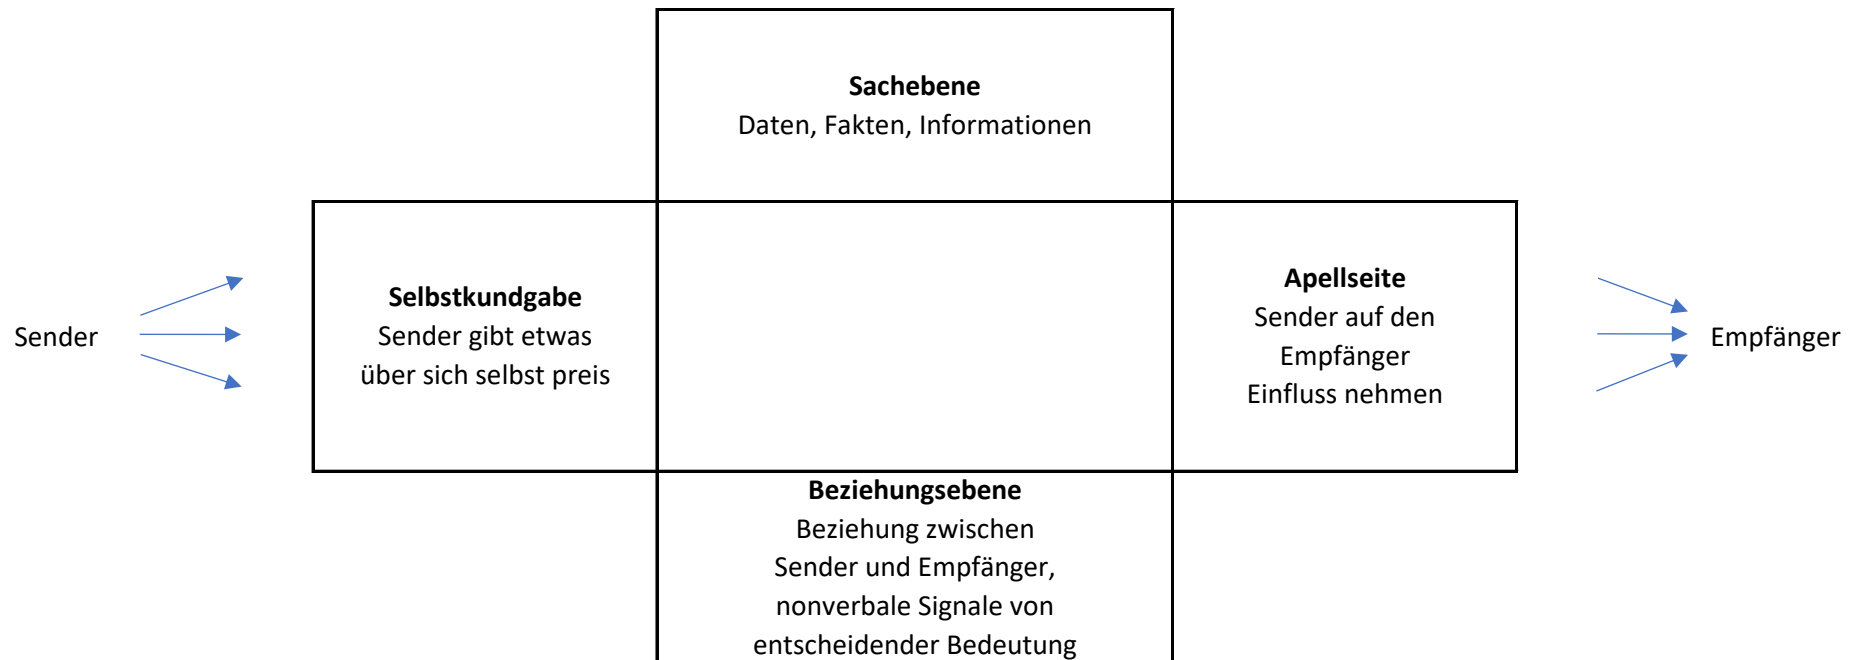 Sachebene
Daten, Fakten, Informationen
Sender
Selbstkundgabe
Sender gibt etwas
über sich selbst preis
Apellseite
Sender auf den
Empfänger
Einfluss nehmen
Empfänger
Beziehungsebene
Beziehung zwischen
Sender und Empfänger,
nonverbale Signale von
entscheidender Bedeutung